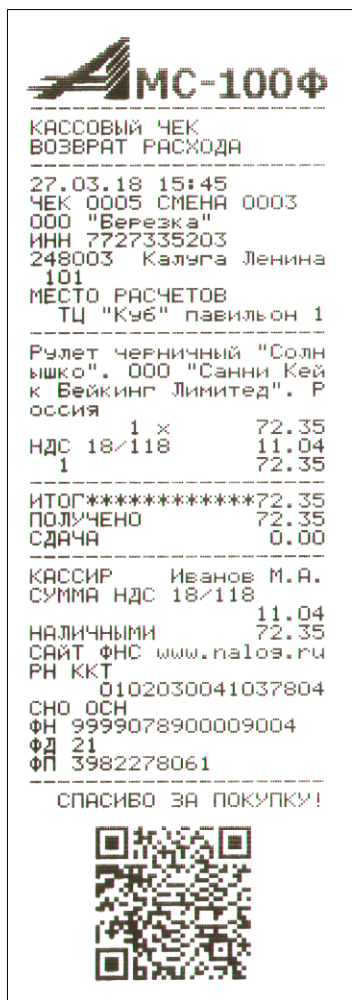 АМС-100Ф
КАССОВЫЙ ЧЕК
ВОЗВРАТ РАСХОДА
27.03.18 15:45
ЧЕК 0005 СМЕНА 0003
ООО "Березка"
ИНН 7727335203
248003 Калуга Ленина
101
МЕСТО РАСЧЕТОВ
ТЦ "Куб" павильон 1
Рулет черничный "Солн
ышко". ООО "Санни Кей
к Бейкинг Лимитед". Р
оссия
1 × 72.35
НДС 18/118 11.04
1 72.35
ИТОГ************72.35
ПОЛУЧЕНО 72.35
СДАЧА 0.00
КАССИР Иванов М.А.
СУММА НДС 18/118
11.04
НАЛИЧНЫМИ 72.35
САЙТ ФНС www.nalog.ru
РН ККТ
0102030041037804
СНО ОСН
ФН 9999078900009004
ФД 21
ФП 3982278061
СПАСИБО ЗА ПОКУПКУ!